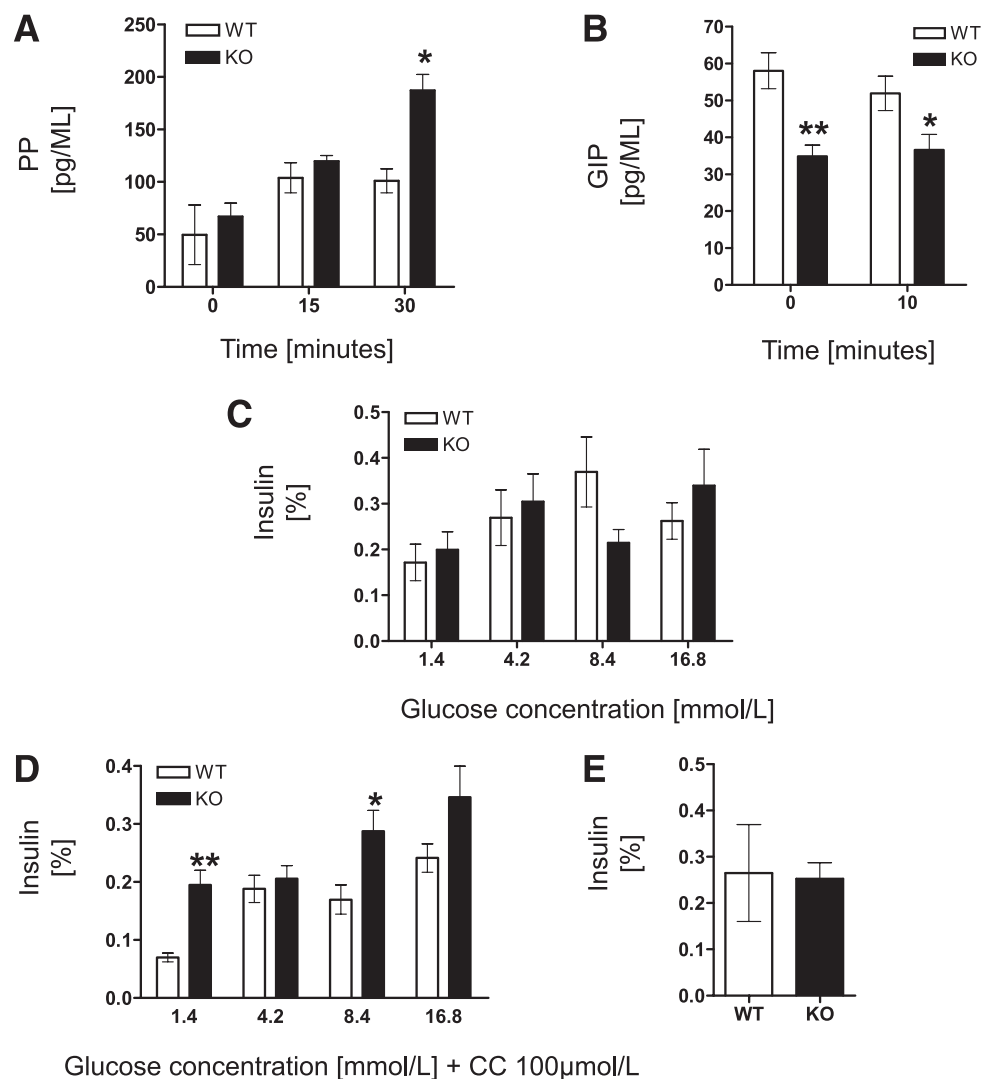 A
WT
KO
250
200
150
100
50
0
PP
[pg/ML]
*
0 15 30
Time [minutes]
B
WT
KO
70
60
50
40
30
20
10
0
GIP
[pg/ML]
** *
0 10
Time [minutes]
C
WT
KO
0.5
0.4
0.3
0.2
0.1
0.0
Insulin
[%]
1.4 4.2 8.4 16.8
Glucose concentration [mmol/L]
D
WT
KO
0.4
0.3
0.2
0.1
0.0
Insulin
[%]
** *
1.4 4.2 8.4 16.8
Glucose concentration [mmol/L] + CC 100µmol/L
E
0.5
0.4
0.3
0.2
0.1
0.0
Insulin
[%]
WT KO